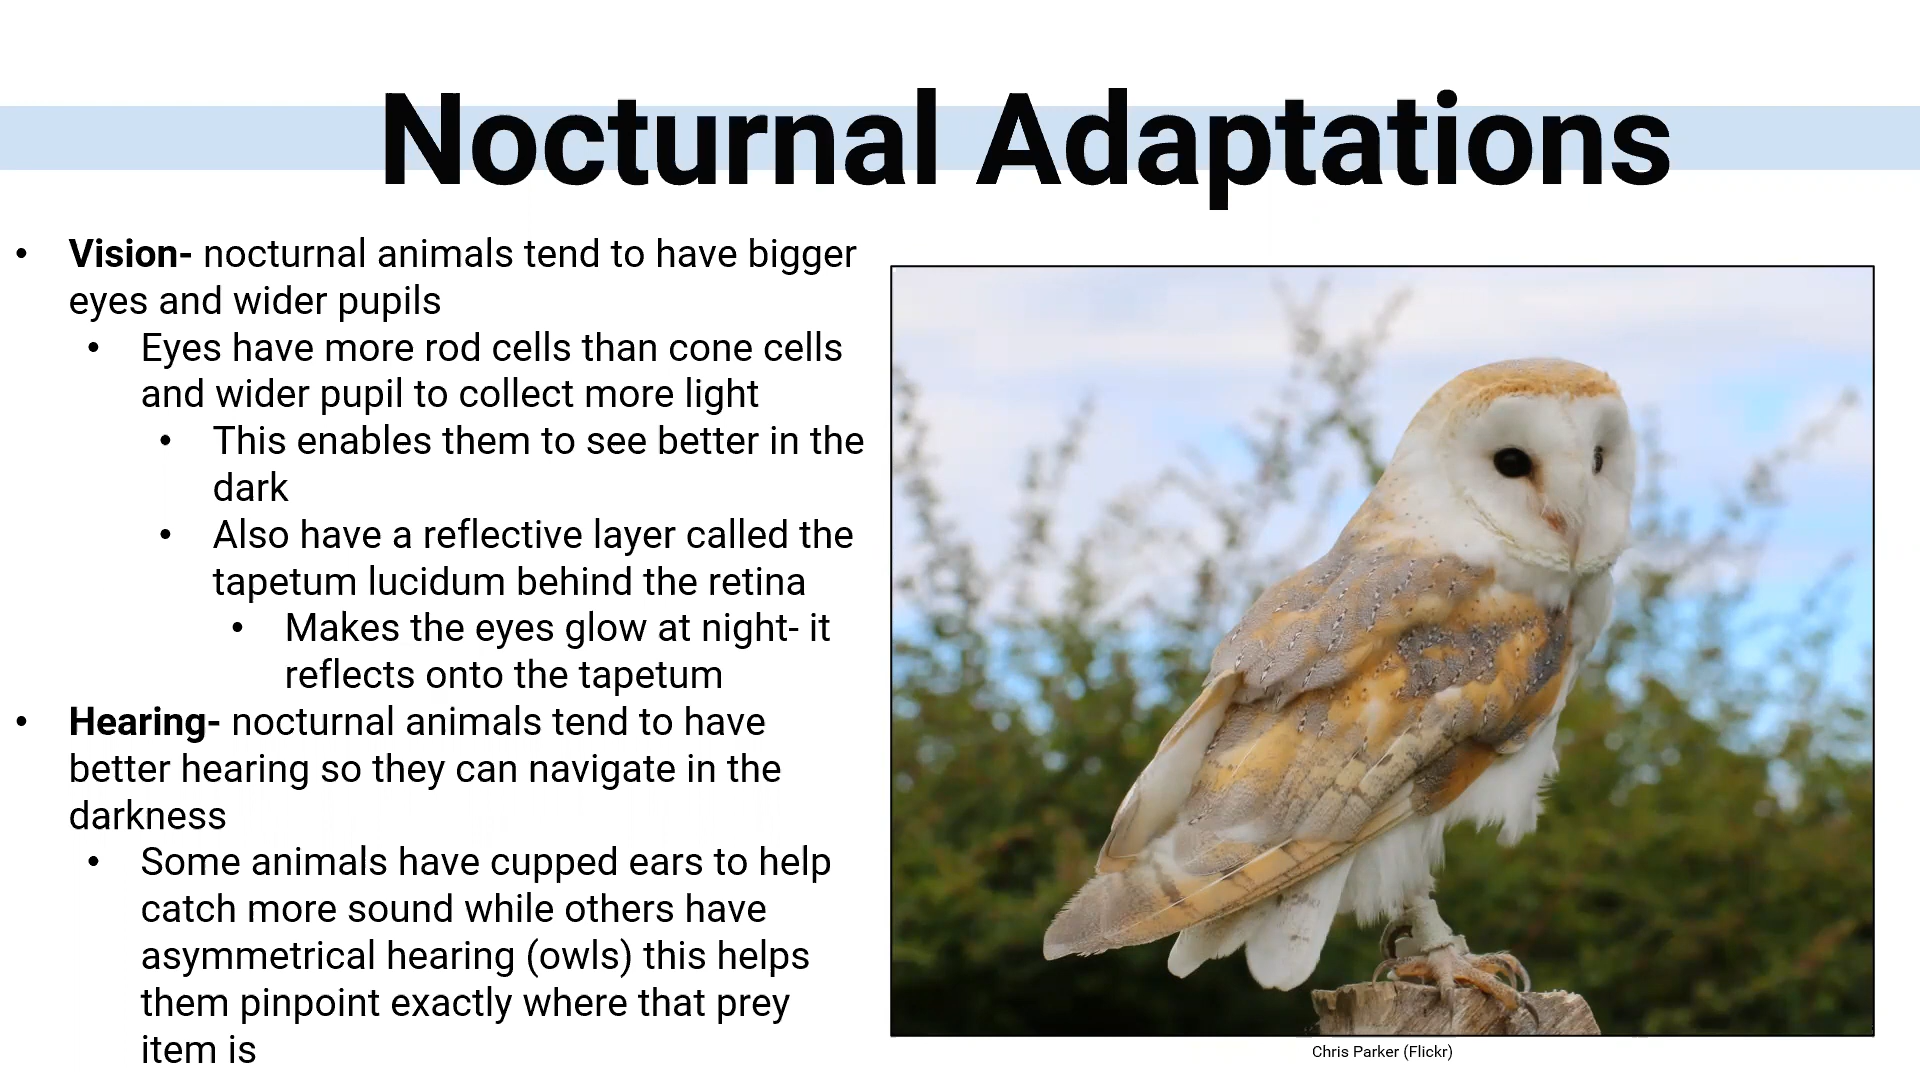 Nocturnal Adaptations
• Vision- nocturnal animals tend to have bigger
eyes and wider pupils
• Eyes have more rod cells than cone cells
and wider pupil to collect more light
• This enables them to see better in the
dark
• Also have a reflective layer called the
tapetum lucidum behind the retina
• Makes the eyes glow at night- it
reflects onto the tapetum
• Hearing- nocturnal animals tend to have
better hearing so they can navigate in the
darkness
• Some animals have cupped ears to help
catch more sound while others have
asymmetrical hearing (owls) this helps
them pinpoint exactly where that prey
item is
Chris Parker (Flickr)